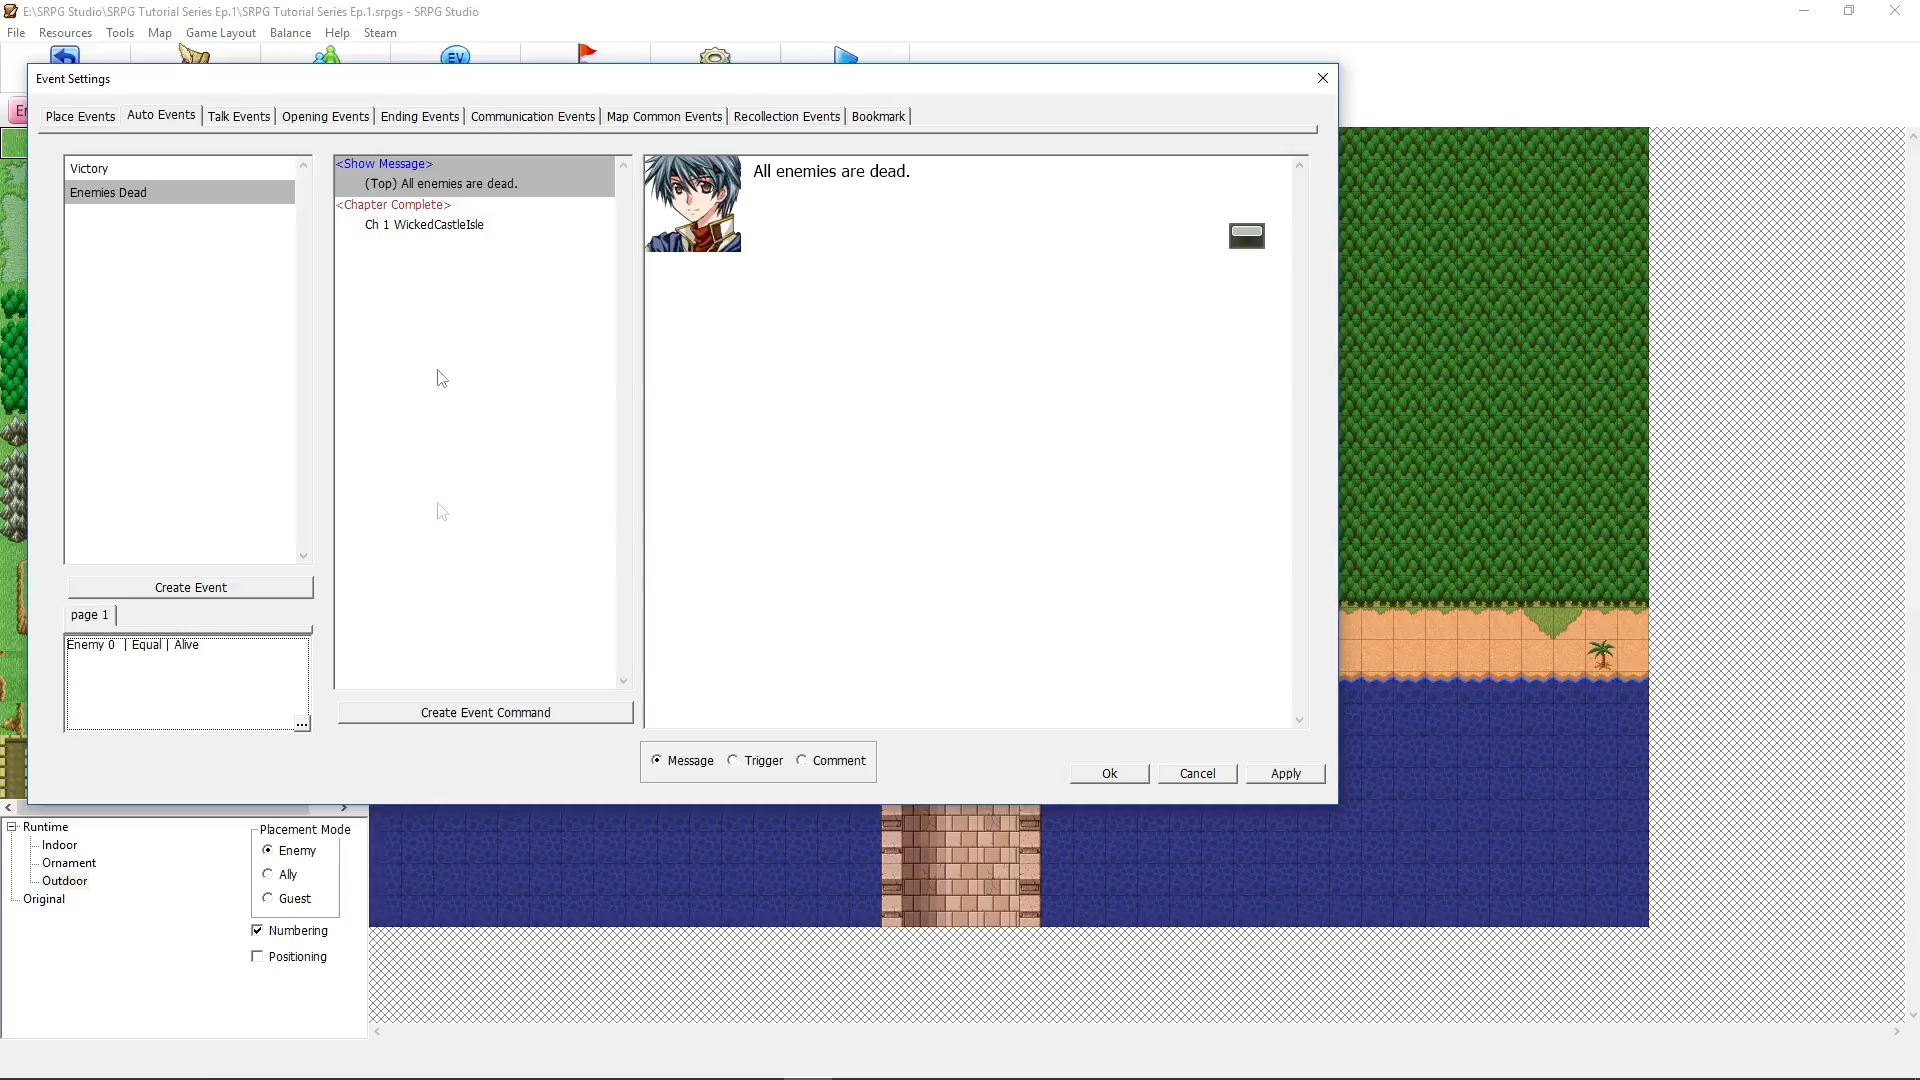 E:\SRPG Studio\SRPG Tutorial Series Ep.1\SRPG Tutorial Series Ep.1.srpgs - SRPG Studio
File Resources Tools Map Game Layout Balance Help Steam
EV
Event Settings
Place Events Auto Events Talk Events Opening Events Ending Events Communication Events Map Common Events Recollection Events Bookmark
Victory
Enemies Dead
<Show Message>
(Top) All enemies are dead.
<Chapter Complete>
Ch 1 WickedCastleIsle
All enemies are dead.
Create Event
page 1
Enemy 0 | Equal | Alive
...
Create Event Command
Message Trigger Comment
Ok Cancel Apply
Runtime
Indoor
Ornament
Outdoor
Original
Placement Mode
Enemy
Ally
Guest
Numbering
Positioning